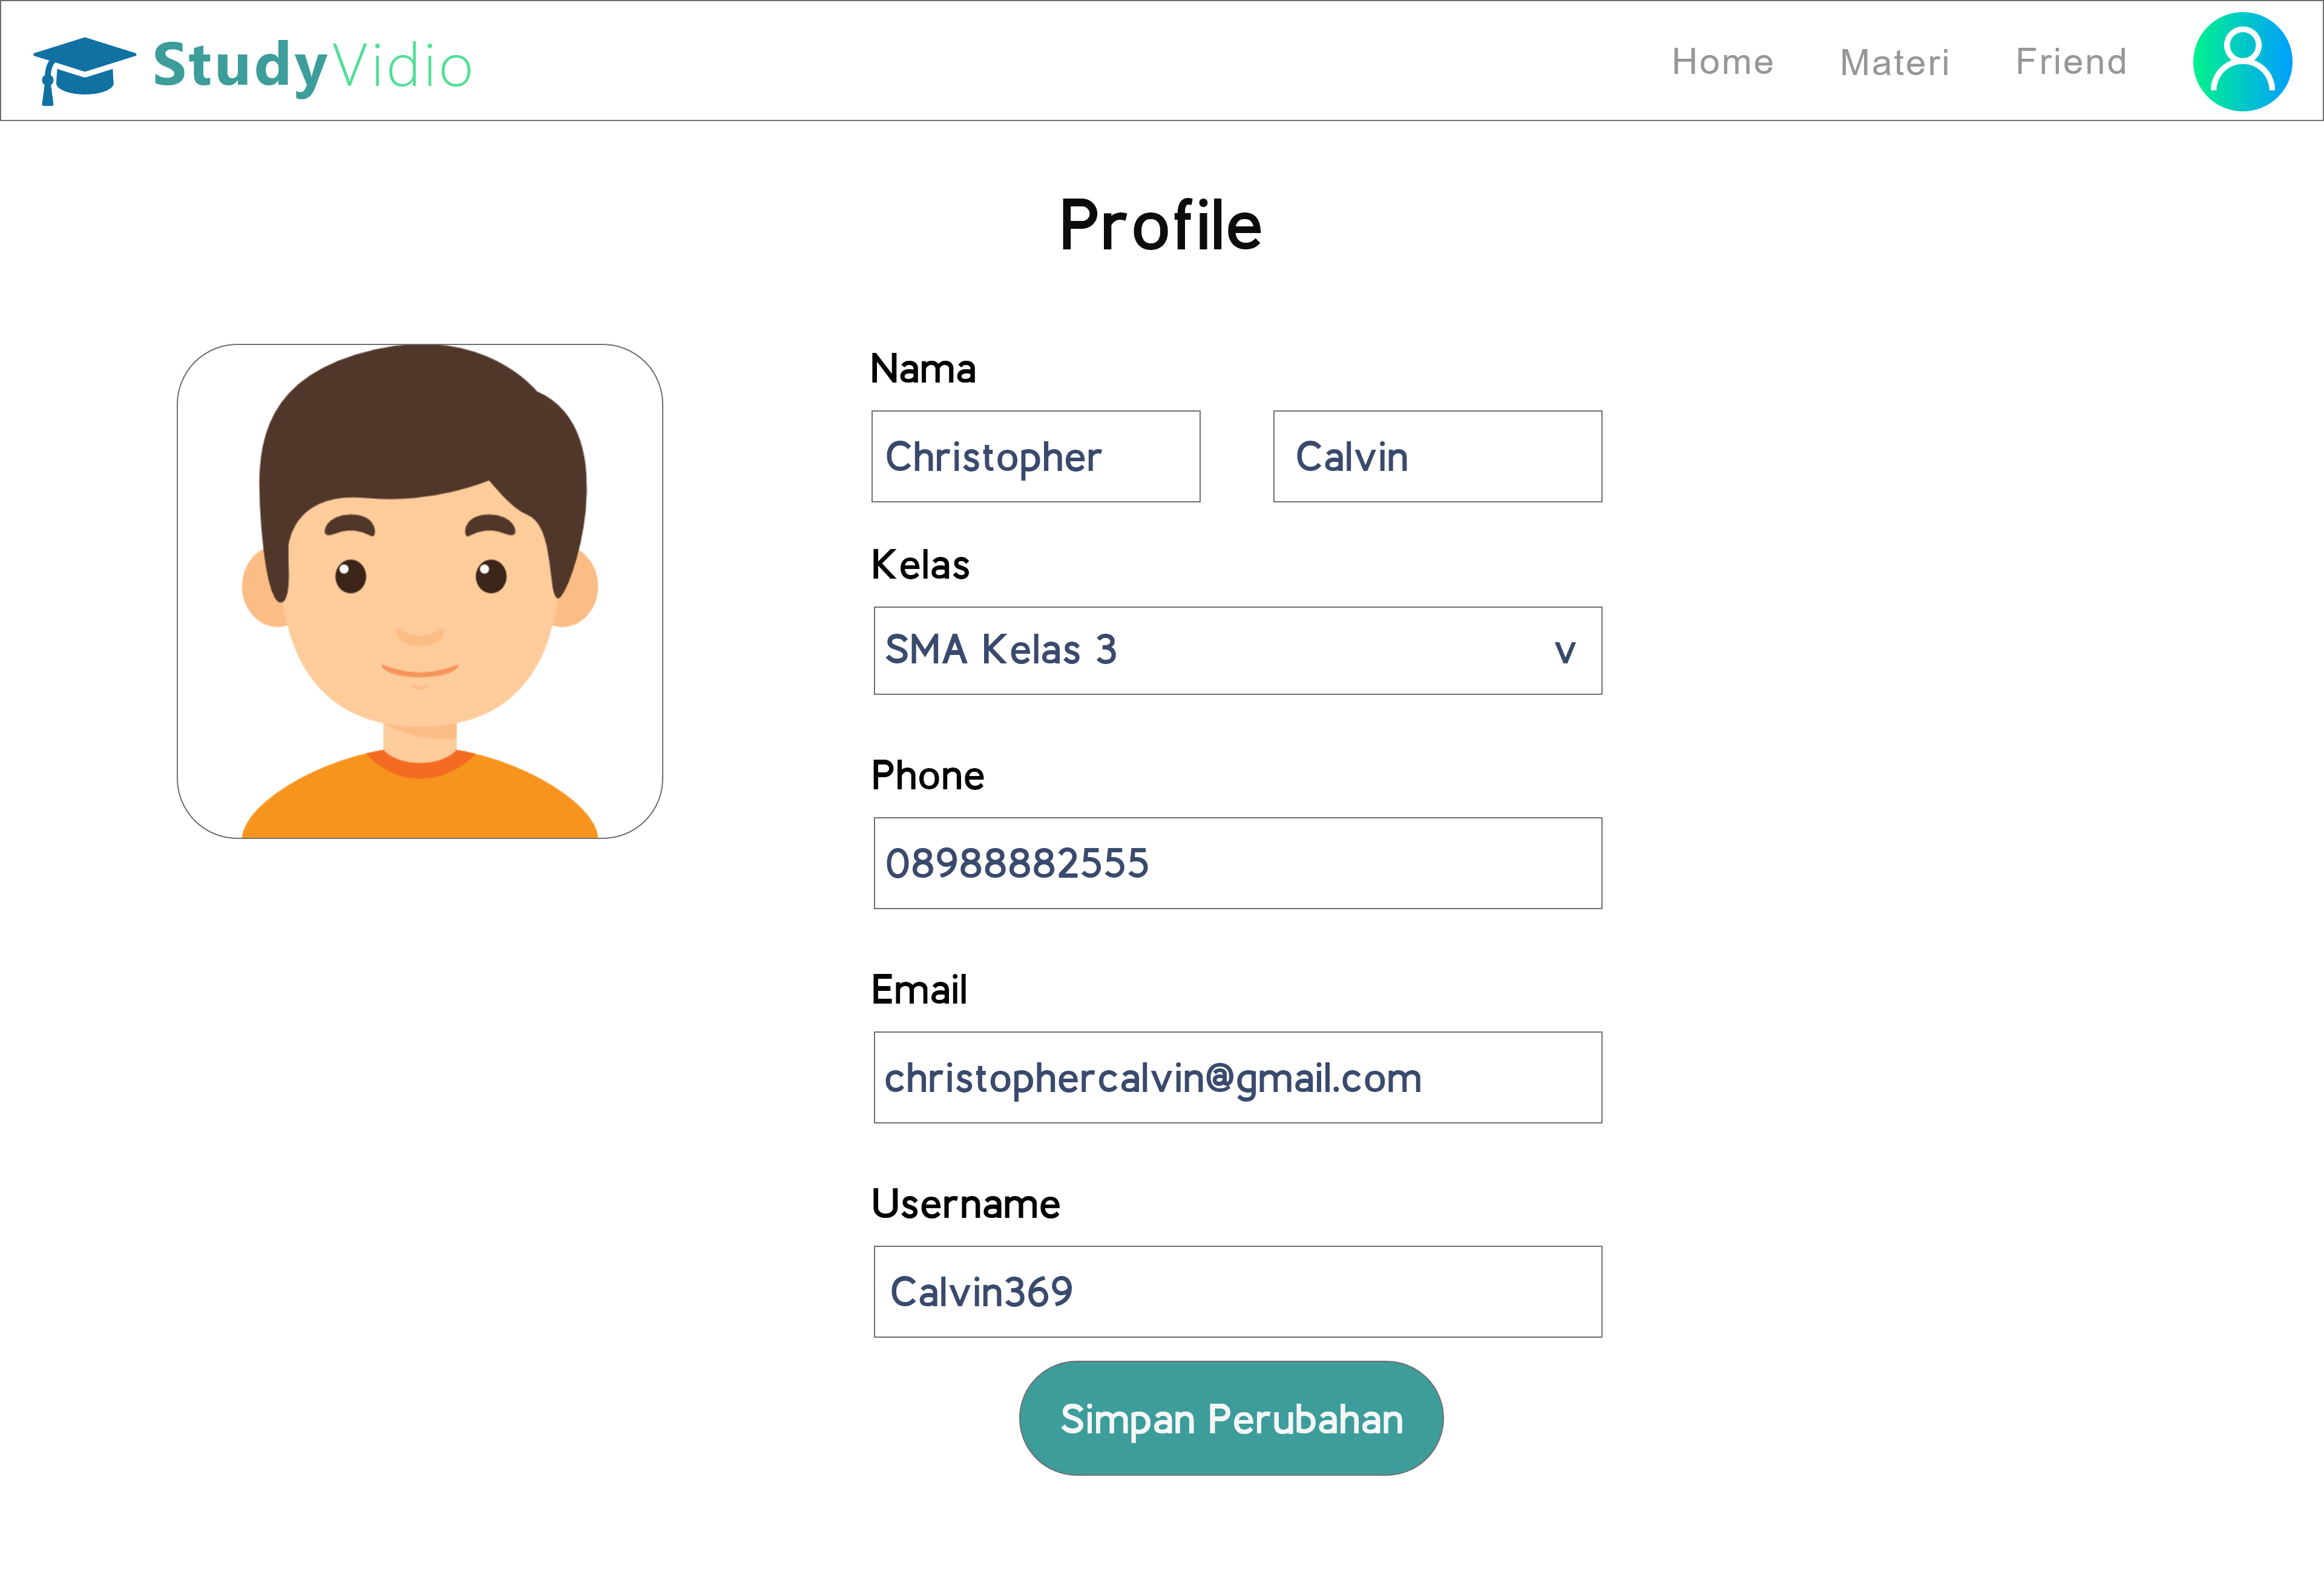 StudyVidio Home Materi Friend
Profile
Nama
Christopher Calvin
Kelas
SMA Kelas 3 v
Phone
08988882555
Email
christophercalvin@gmail.com
Username
Calvin369
Simpan Perubahan